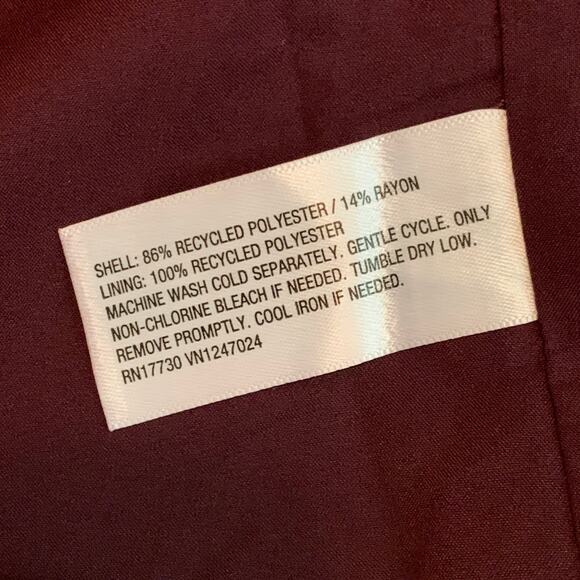 SHELL: 86% RECYCLED POLYESTER / 14% RAYON
LINING: 100% RECYCLED POLYESTER
MACHINE WASH COLD SEPARATELY. GENTLE CYCLE. ONLY
NON-CHLORINE BLEACH IF NEEDED. TUMBLE DRY LOW.
REMOVE PROMPTLY. COOL IRON IF NEEDED.
RN17730 VN1247024